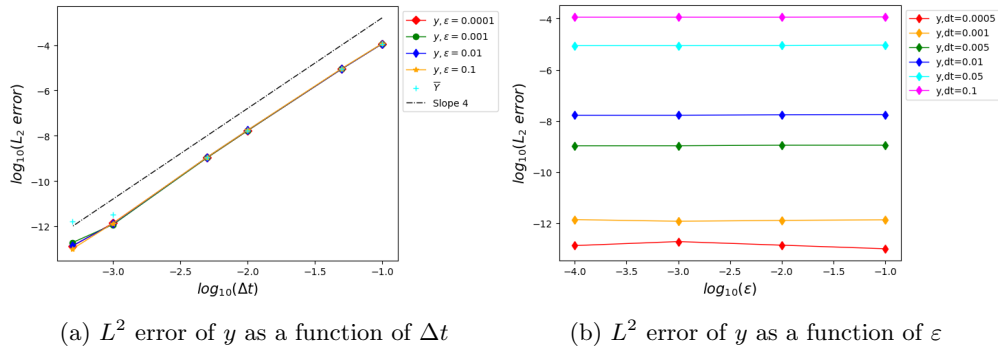 −4
−6
−8
−10
−12
log₁₀(L₂ error)
−3.0
−2.5
−2.0
−1.5
−1.0
log₁₀(Δt)
y, ε = 0.0001
y, ε = 0.001
y, ε = 0.01
y, ε = 0.1
Y̅
Slope 4
(a) L² error of y as a function of Δt
−4
−6
−8
−10
−12
log₁₀(L₂ error)
−4.0
−3.5
−3.0
−2.5
−2.0
−1.5
−1.0
log₁₀(ε)
y,dt=0.0005
y,dt=0.001
y,dt=0.005
y,dt=0.01
y,dt=0.05
y,dt=0.1
(b) L² error of y as a function of ε